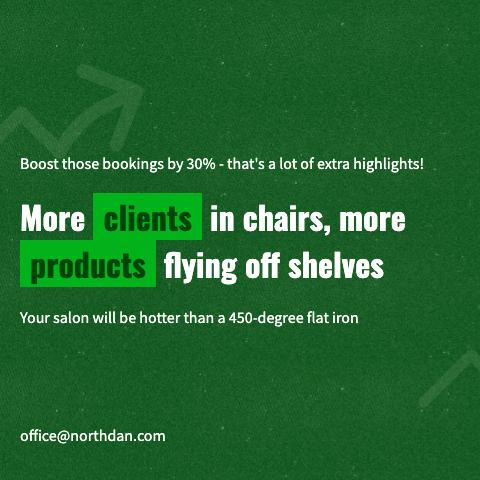 Boost those bookings by 30% - that's a lot of extra highlights!
More clients in chairs, more
products flying off shelves
Your salon will be hotter than a 450-degree flat iron
office@northdan.com